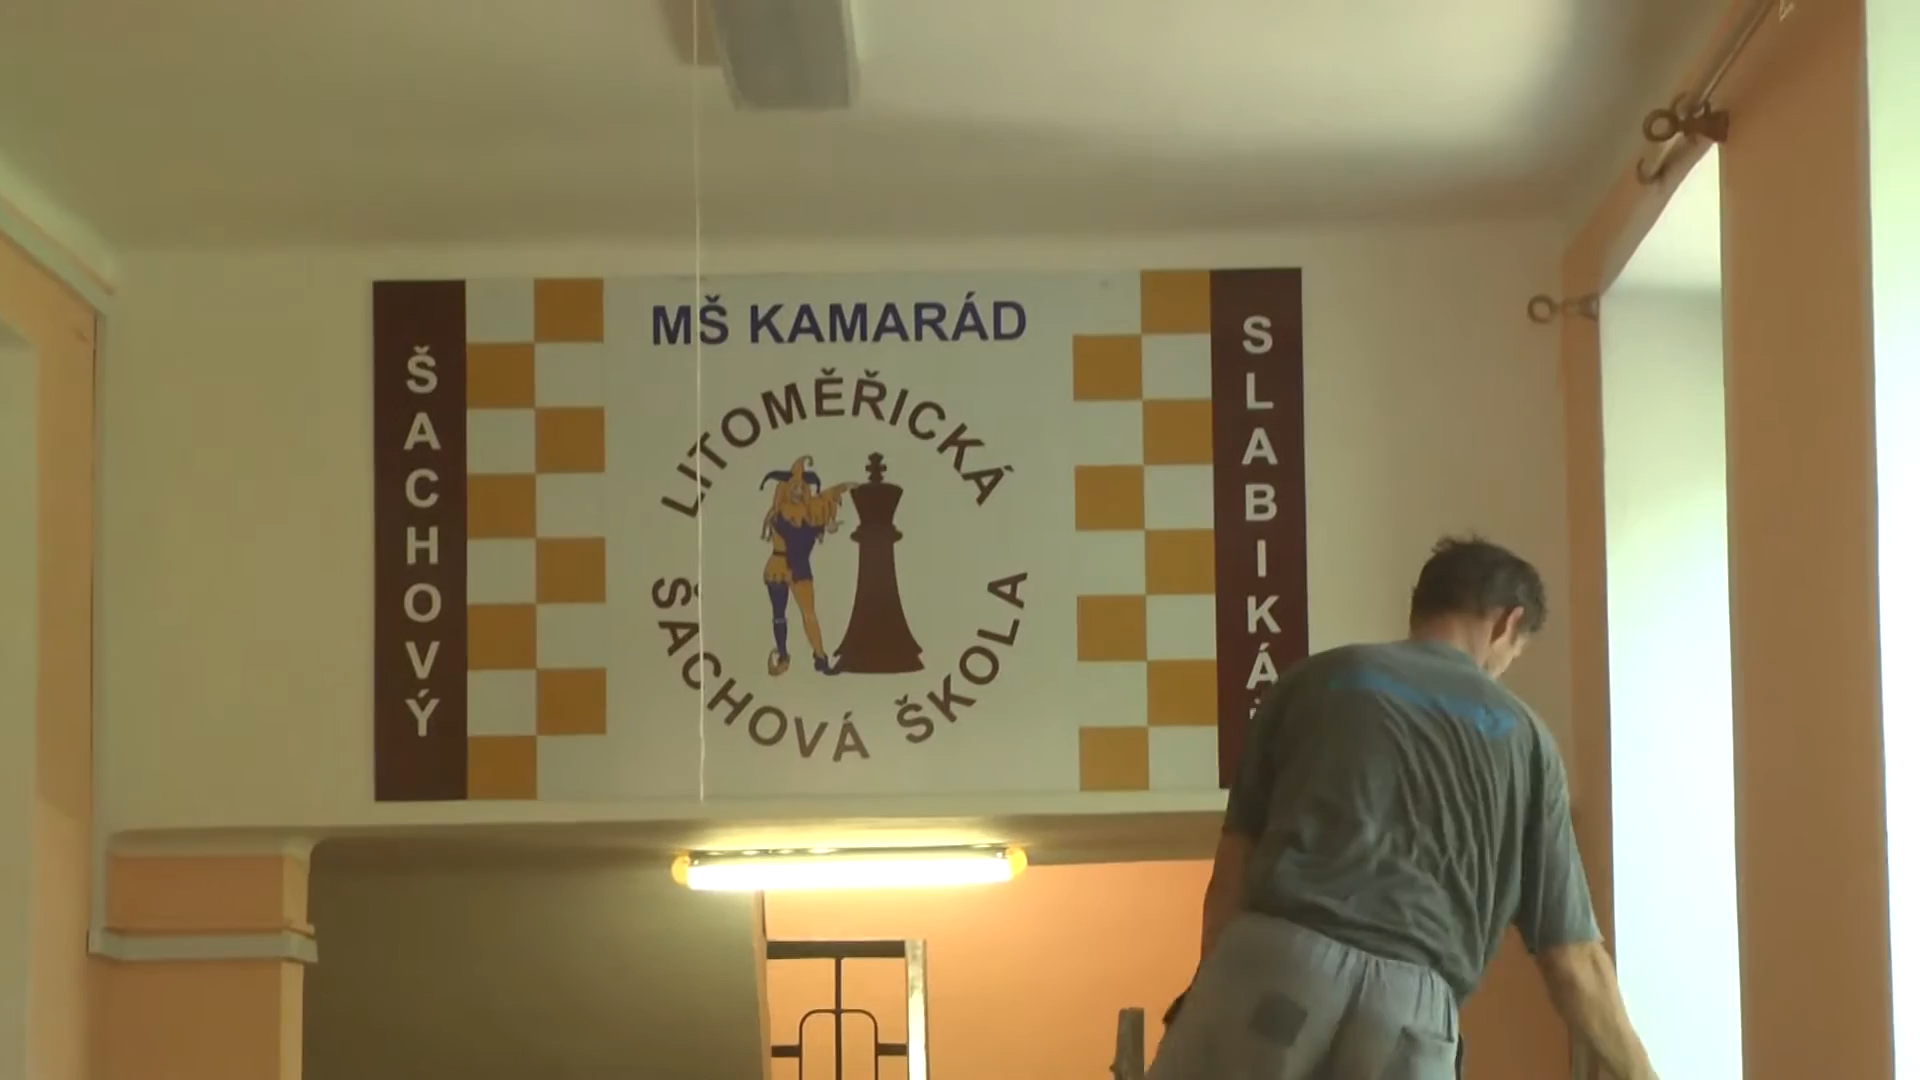 ŠACHOVÝ
MŠ KAMARÁD
LITOMĚŘICKÁ
ŠACHOVÁ ŠKOLA
SLABIKÁ